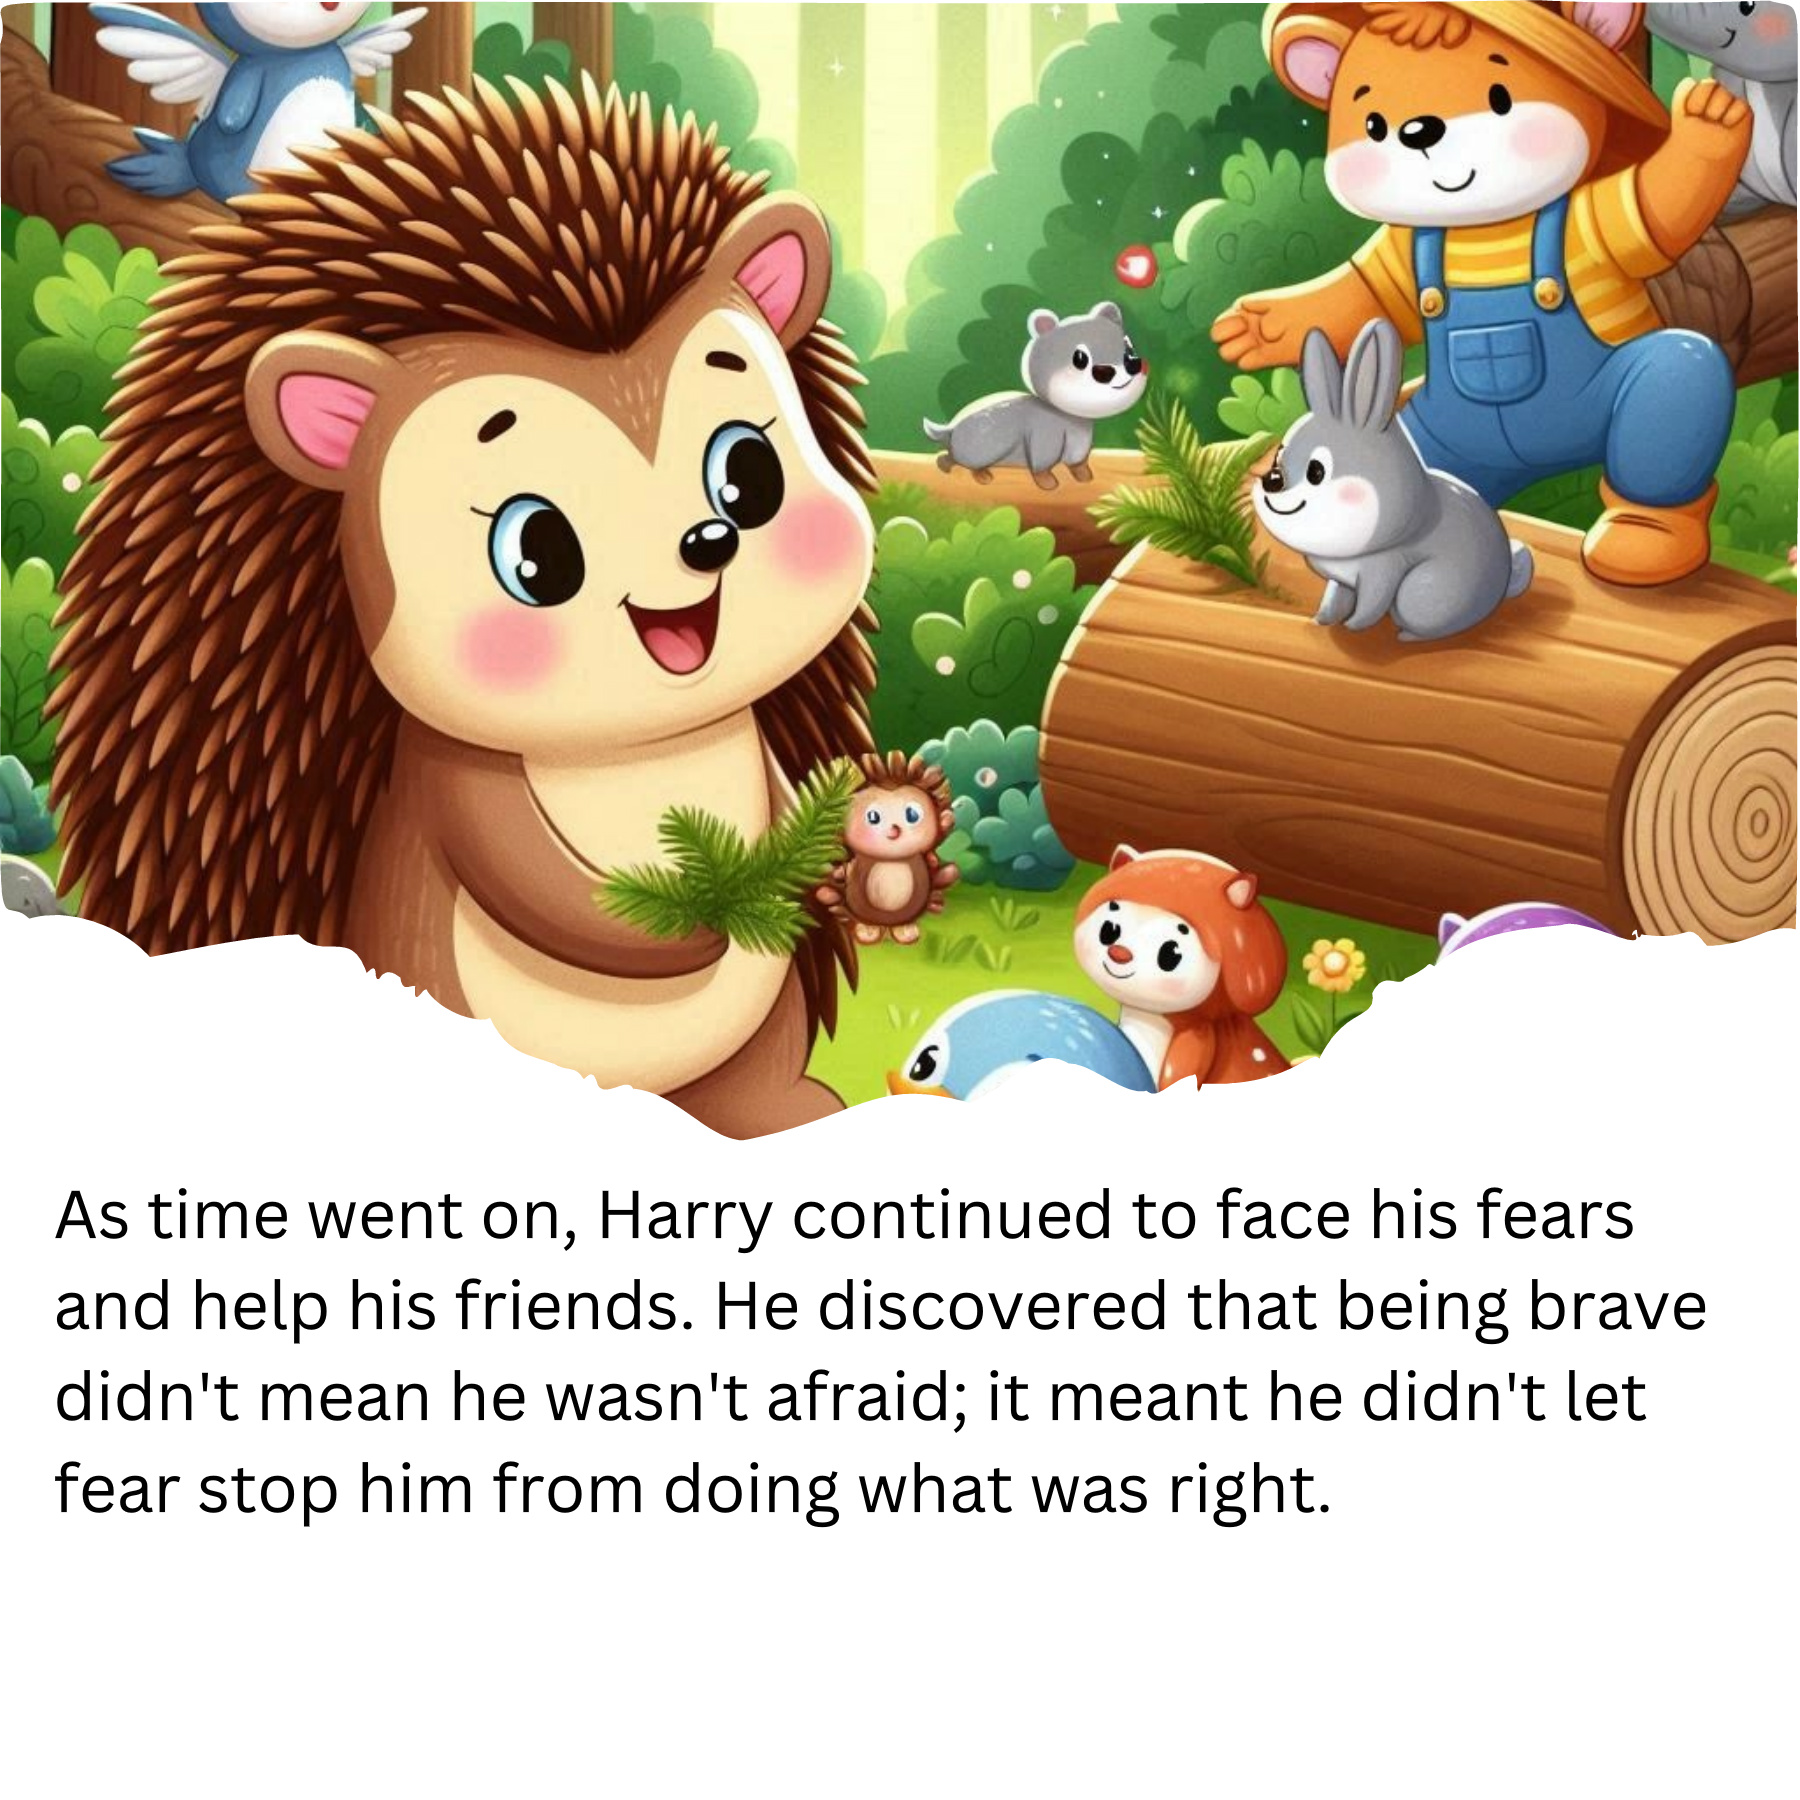 As time went on, Harry continued to face his fears
and help his friends. He discovered that being brave
didn't mean he wasn't afraid; it meant he didn't let
fear stop him from doing what was right.